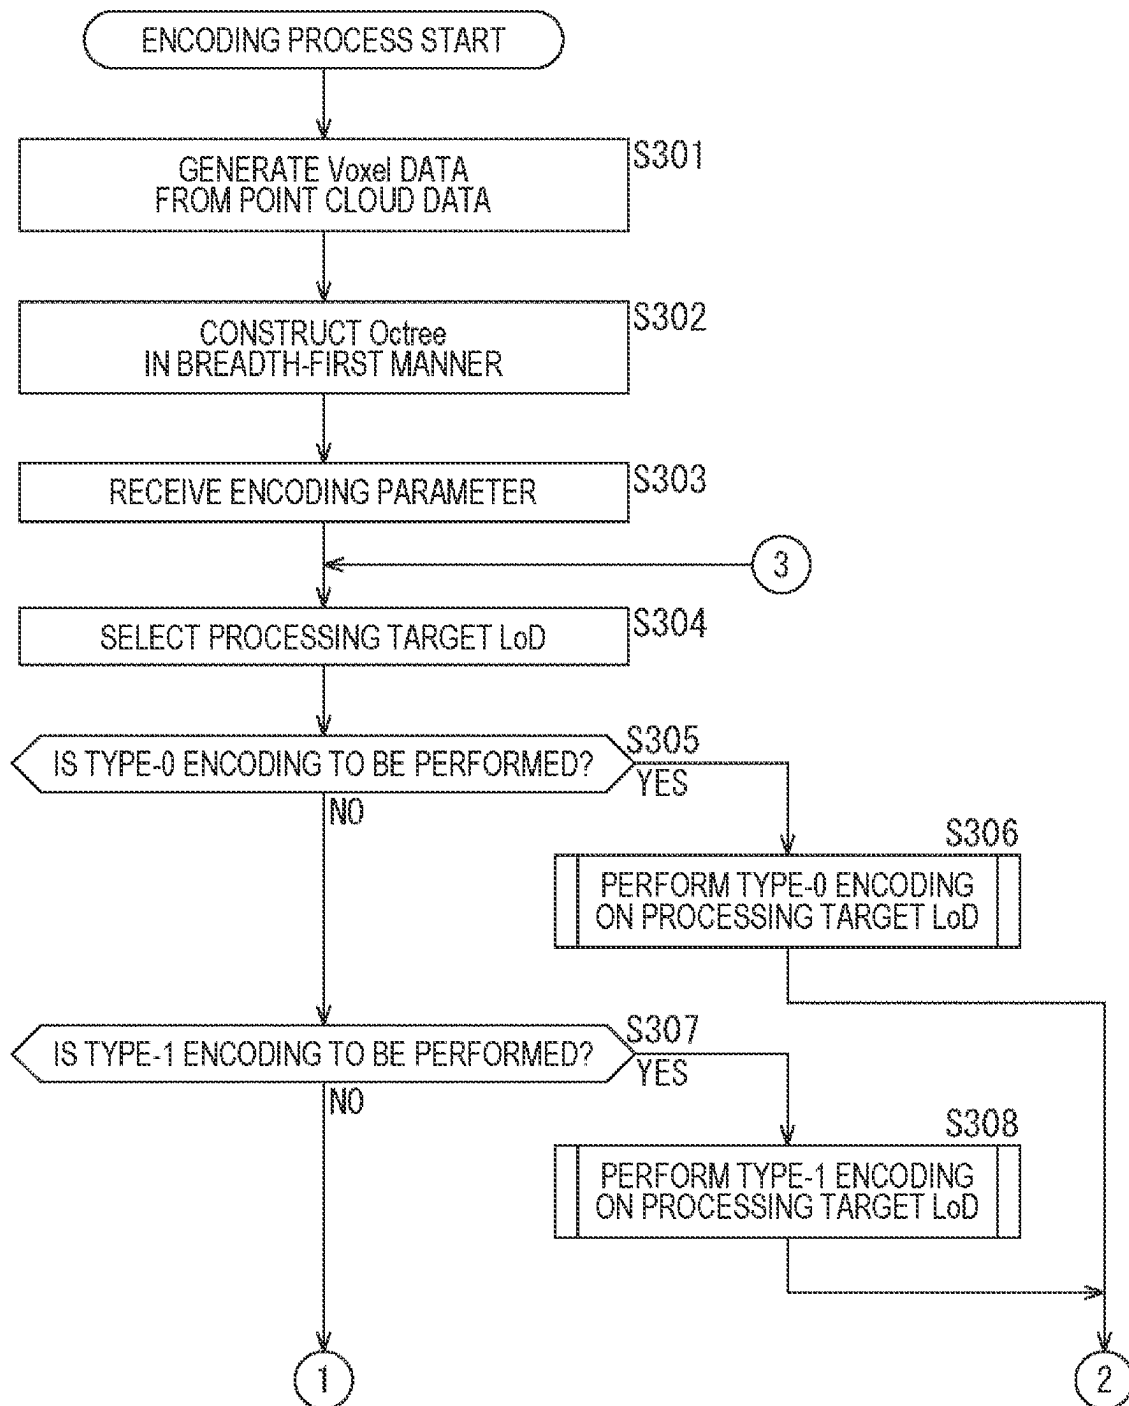 ENCODING PROCESS START
S301
GENERATE Voxel DATA
FROM POINT CLOUD DATA
S302
CONSTRUCT Octree
IN BREADTH-FIRST MANNER
S303
RECEIVE ENCODING PARAMETER
3
S304
SELECT PROCESSING TARGET LoD
S305
IS TYPE-0 ENCODING TO BE PERFORMED?
YES
NO
S306
PERFORM TYPE-0 ENCODING
ON PROCESSING TARGET LoD
S307
IS TYPE-1 ENCODING TO BE PERFORMED?
YES
NO
S308
PERFORM TYPE-1 ENCODING
ON PROCESSING TARGET LoD
1
2